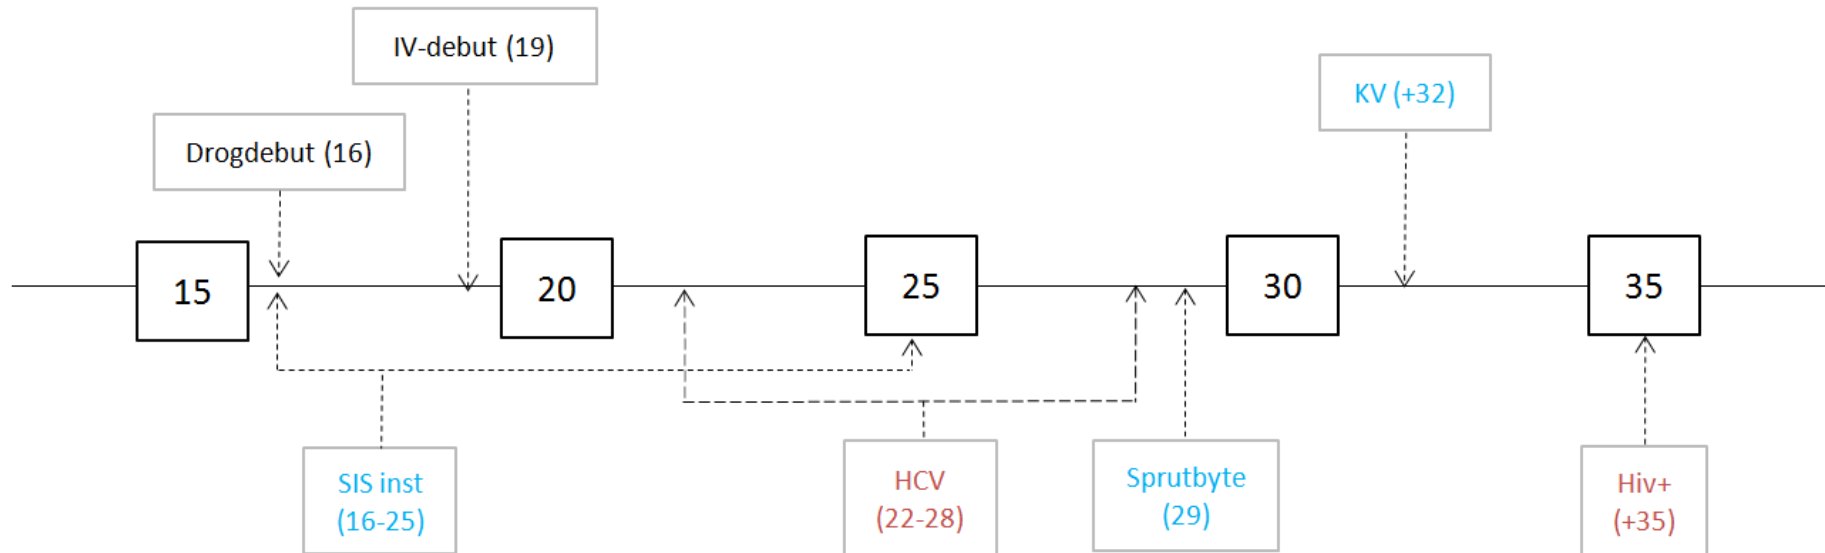 IV-debut (19)
KV (+32)
Drogdebut (16)
15
20
25
30
35
SIS inst
(16-25)
HCV
(22-28)
Sprutbyte
(29)
Hiv+
(+35)